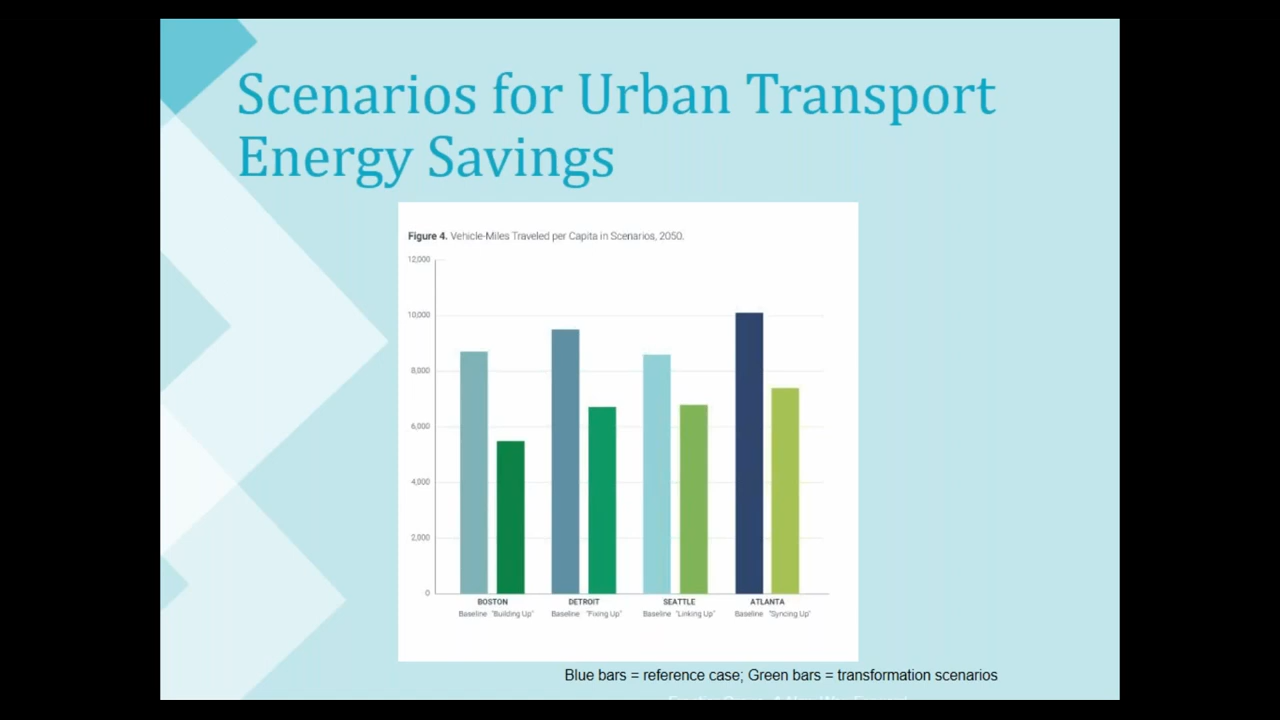 Scenarios for Urban Transport
Energy Savings
Figure 4. Vehicle-Miles Traveled per Capita in Scenarios, 2050.
12,000
10,000
8,000
6,000
4,000
2,000
0
BOSTON DETROIT SEATTLE ATLANTA
Baseline "Building Up" Baseline "Fixing Up" Baseline "Linking Up" Baseline "Syncing Up"
Blue bars = reference case; Green bars = transformation scenarios